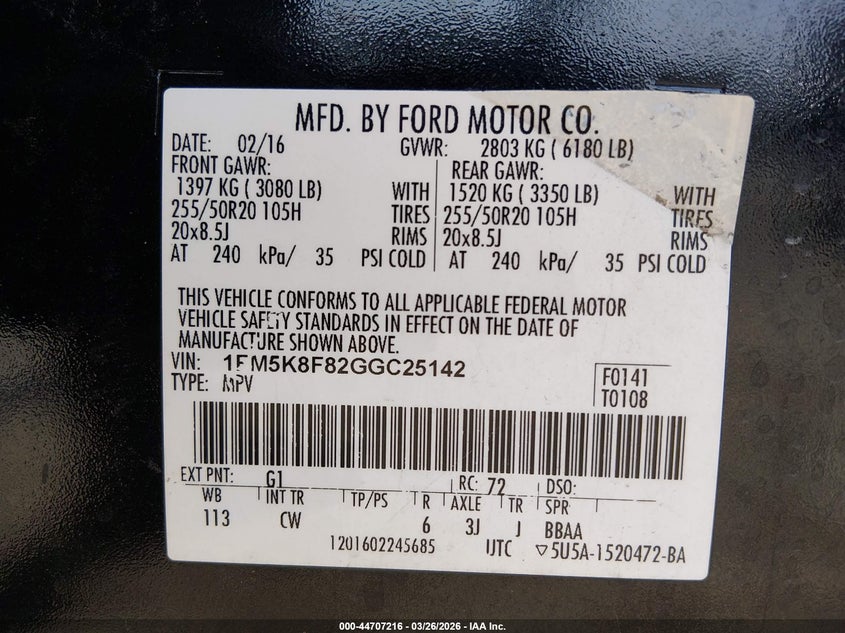 MFD. BY FORD MOTOR CO.
DATE: 02/16 GVWR: 2803 KG ( 6180 LB)
FRONT GAWR: REAR GAWR:
1397 KG ( 3080 LB) WITH 1520 KG ( 3350 LB) WITH
255/50R20 105H TIRES 255/50R20 105H TIRES
20x8.5J RIMS 20x8.5J RIMS
AT 240 kPa/ 35 PSI COLD AT 240 kPa/ 35 PSI COLD
THIS VEHICLE CONFORMS TO ALL APPLICABLE FEDERAL MOTOR
VEHICLE SAFETY STANDARDS IN EFFECT ON THE DATE OF
MANUFACTURE SHOWN ABOVE.
VIN: 1FM5K8F82GGC25142
TYPE: MPV
F0141
T0108
EXT PNT: G1 RC: 72 DSO:
WB INT TR TP/PS R AXLE TR SPR
113 CW 6 3J J BBAA
1201602245685 UTC ▽5U5A-1520472-BA
000-44707216 - 03/26/2026 - IAA Inc.